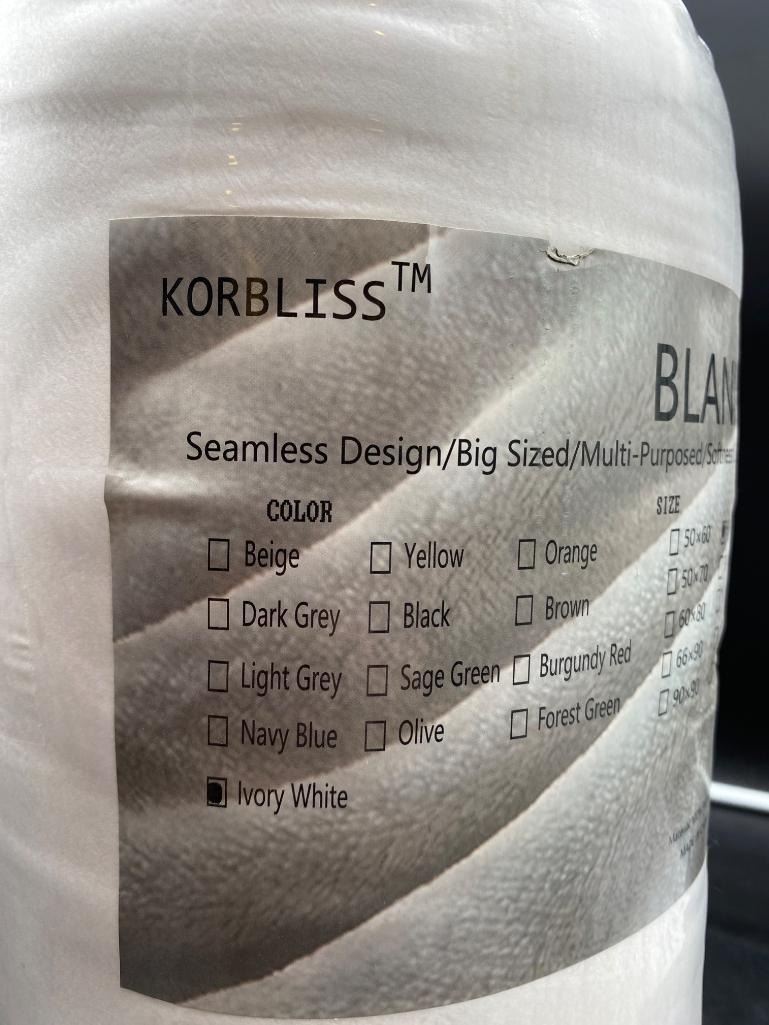 KORBLISS™
BLAN
Seamless Design/Big Sized/Multi-Purposed/Softness
COLOR SIZE
☐ Beige ☐ Yellow ☐ Orange ☐ 50×60
☐ Dark Grey ☐ Black ☐ Brown ☐ 50×70
☐ Light Grey ☐ Sage Green ☐ Burgundy Red ☐ 60×80
☐ Navy Blue ☐ Olive ☐ Forest Green ☐ 66×90
☐ 90×90
■ Ivory White